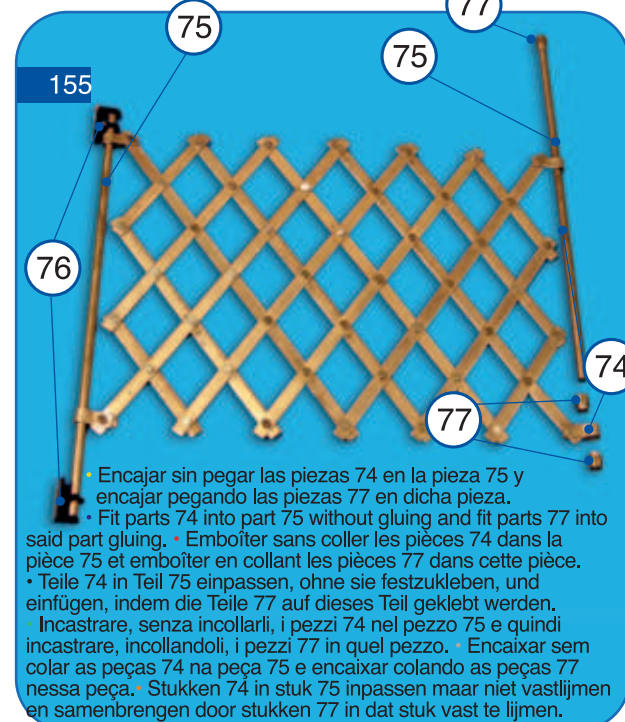 77
75
75
155
76
74
77
• Encajar sin pegar las piezas 74 en la pieza 75 y
encajar pegando las piezas 77 en dicha pieza.
• Fit parts 74 into part 75 without gluing and fit parts 77 into
said part gluing. • Emboîter sans coller les pièces 74 dans la
pièce 75 et emboîter en collant les pièces 77 dans cette pièce.
• Teile 74 in Teil 75 einpassen, ohne sie festzukleben, und
einfügen, indem die Teile 77 auf dieses Teil geklebt werden.
• Incastrare, senza incollarli, i pezzi 74 nel pezzo 75 e quindi
incastrare, incollandoli, i pezzi 77 in quel pezzo. • Encaixar sem
colar as peças 74 na peça 75 e encaixar colando as peças 77
nessa peça. • Stukken 74 in stuk 75 inpassen maar niet vastlijmen
en samenbrengen door stukken 77 in dat stuk vast te lijmen.